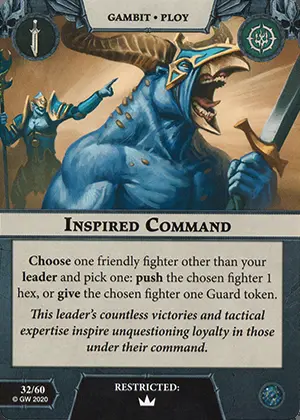 GAMBIT • PLOY
INSPIRED COMMAND
Choose one friendly fighter other than your
leader and pick one: push the chosen fighter 1
hex, or give the chosen fighter one Guard token.
This leader's countless victories and tactical
expertise inspire unquestioning loyalty in those
under their command.
32/60
© GW 2020
RESTRICTED: